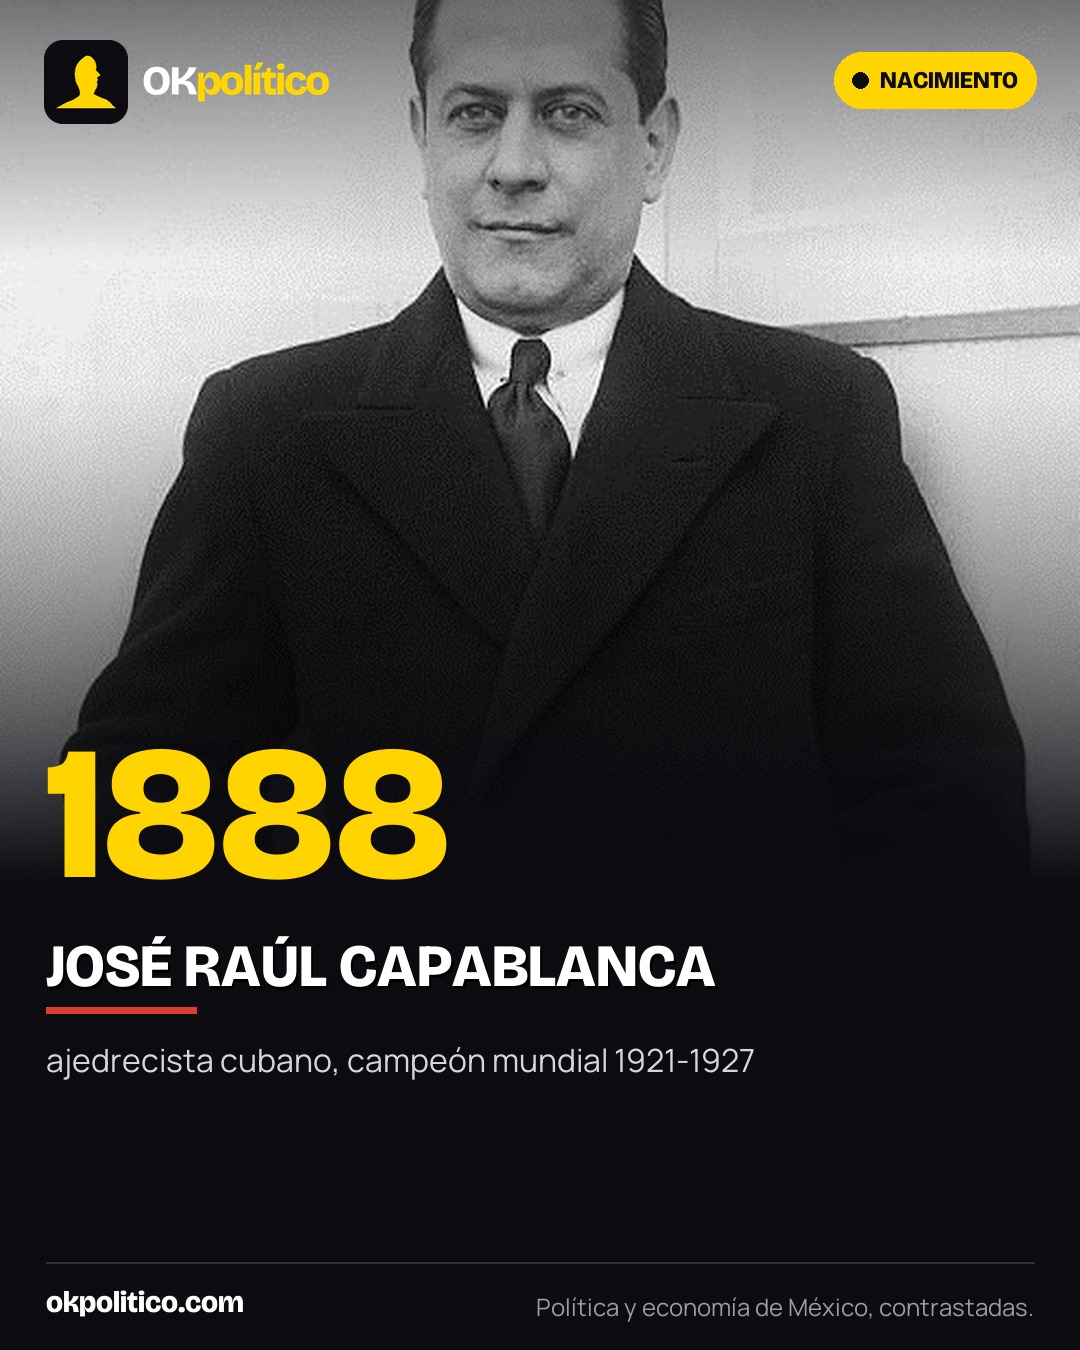 OKpolítico
NACIMIENTO
1888
JOSÉ RAÚL CAPABLANCA
ajedrecista cubano, campeón mundial 1921-1927
okpolitico.com
Política y economía de México, contrastadas.